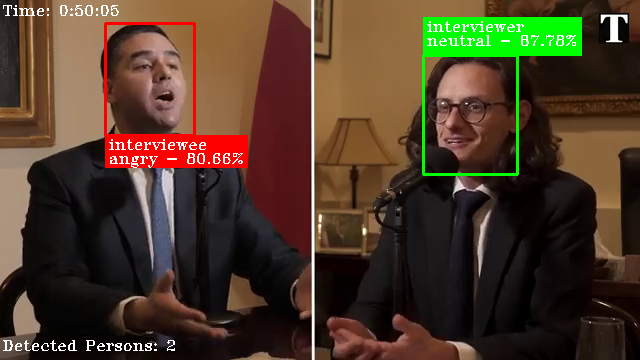 Time: 0:50:05
interviewer
neutral - 87.78%
T
interviewee
angry - 80.66%
Detected Persons: 2